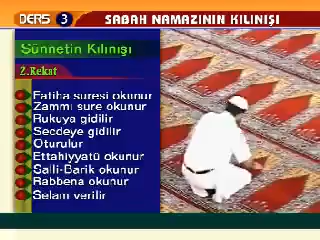 DERS 3 SABAH NAMAZININ KILINIŞI
Sünnetin Kılınışı
2.Rekat
Fatiha suresi okunur
Zammı sure okunur
Rukuya gidilir
Secdeye gidilir
Oturulur
Ettahiyyatü okunur
Salli-Barik okunur
Rabbena okunur
Selam verilir